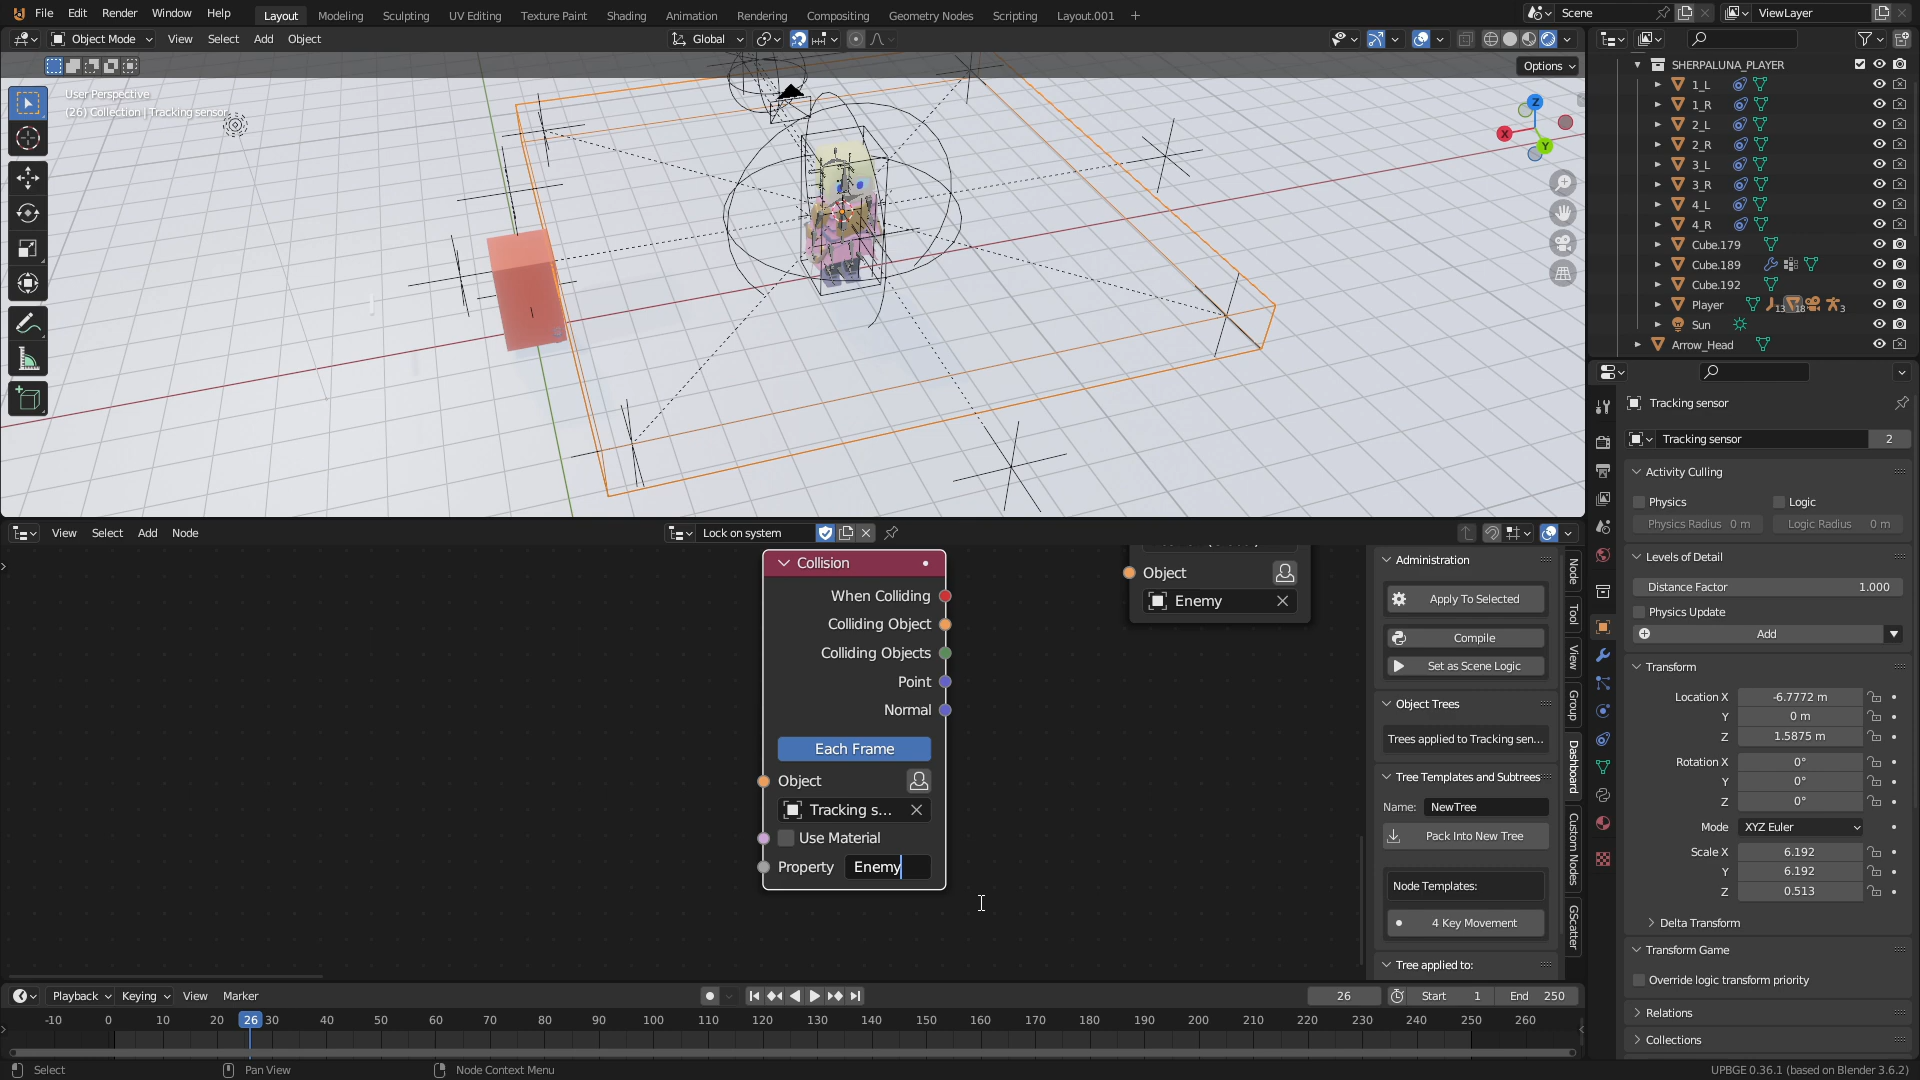 File Edit Render Window Help
Layout Modeling Sculpting UV Editing Texture Paint Shading Animation Rendering Compositing Geometry Nodes Scripting Layout.001 +
Scene
ViewLayer
Object Mode View Select Add Object
Global
Options
User Perspective
(26) Collection | Tracking sensor
Z
X
Y
SHERPALUNA_PLAYER
1_L
1_R
2_L
2_R
3_L
3_R
4_L
4_R
Cube.179
Cube.189
Cube.192
Player 13 18 3
Sun
Arrow_Head
Tracking sensor
Tracking sensor 2
Activity Culling
Physics Logic
Physics Radius 0 m Logic Radius 0 m
Levels of Detail
Distance Factor 1.000
Physics Update
Add
Transform
Location X -6.7772 m
Y 0 m
Z 1.5875 m
Rotation X 0°
Y 0°
Z 0°
Mode XYZ Euler
Scale X 6.192
Y 6.192
Z 0.513
Delta Transform
Transform Game
Override logic transform priority
Relations
Collections
View Select Add Node
Lock on system
Collision
When Colliding
Colliding Object
Colliding Objects
Point
Normal
Each Frame
Object
Tracking s...
Use Material
Property Enemy
Object
Enemy
Administration
Apply To Selected
Compile
Set as Scene Logic
Object Trees
Trees applied to Tracking sen...
Tree Templates and Subtrees
Name: NewTree
Pack Into New Tree
Node Templates:
4 Key Movement
Tree applied to:
Node
Tool
View
Group
Dashboard
Custom Nodes
GScatter
Playback Keying View Marker
26 Start 1 End 250
-10 0 10 20 26 30 40 50 60 70 80 90 100 110 120 130 140 150 160 170 180 190 200 210 220 230 240 250 260
Select Pan View Node Context Menu
UPBGE 0.36.1 (based on Blender 3.6.2)